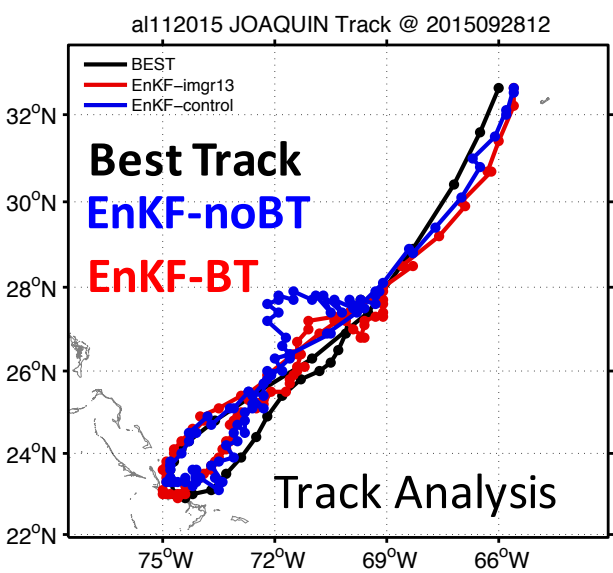 al112015 JOAQUIN Track @ 2015092812
BEST
EnKF-imgr13
EnKF-control
Best Track
EnKF-noBT
EnKF-BT
Track Analysis
32°N
30°N
28°N
26°N
24°N
22°N
75°W 72°W 69°W 66°W